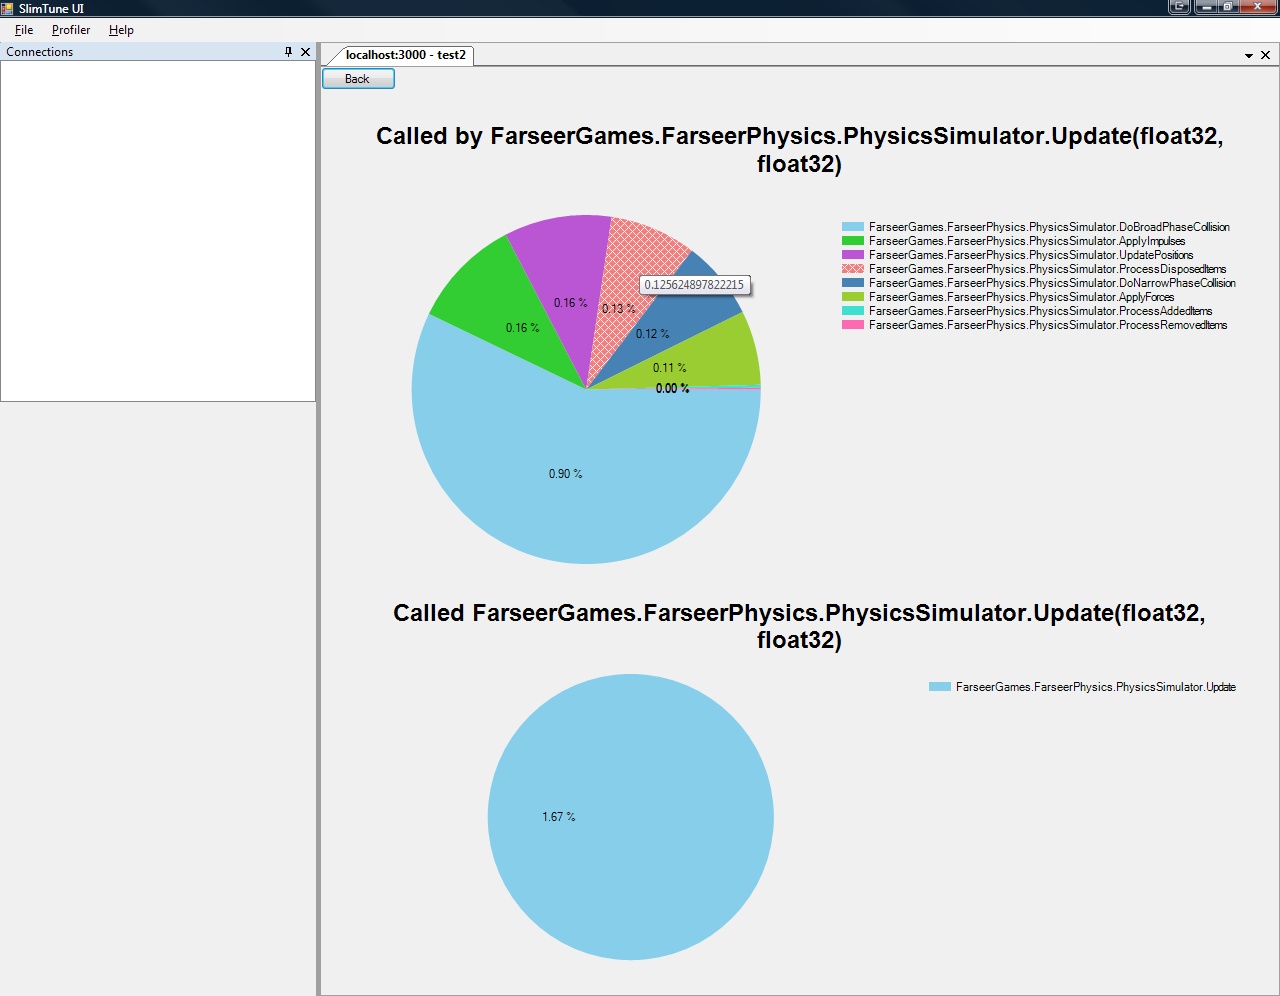 SlimTune UI
File Profiler Help
Connections
localhost:3000 - test2
Back
Called by FarseerGames.FarseerPhysics.PhysicsSimulator.Update(float32,
float32)
FarseerGames.FarseerPhysics.PhysicsSimulator.DoBroadPhaseCollision
FarseerGames.FarseerPhysics.PhysicsSimulator.ApplyImpulses
FarseerGames.FarseerPhysics.PhysicsSimulator.UpdatePositions
FarseerGames.FarseerPhysics.PhysicsSimulator.ProcessDisposedItems
FarseerGames.FarseerPhysics.PhysicsSimulator.DoNarrowPhaseCollision
FarseerGames.FarseerPhysics.PhysicsSimulator.ApplyForces
FarseerGames.FarseerPhysics.PhysicsSimulator.ProcessAddedItems
FarseerGames.FarseerPhysics.PhysicsSimulator.ProcessRemovedItems
0.125624897822215
0.16 %
0.13 %
0.16 %
0.12 %
0.11 %
0.00 %
0.90 %
Called FarseerGames.FarseerPhysics.PhysicsSimulator.Update(float32,
float32)
FarseerGames.FarseerPhysics.PhysicsSimulator.Update
1.67 %